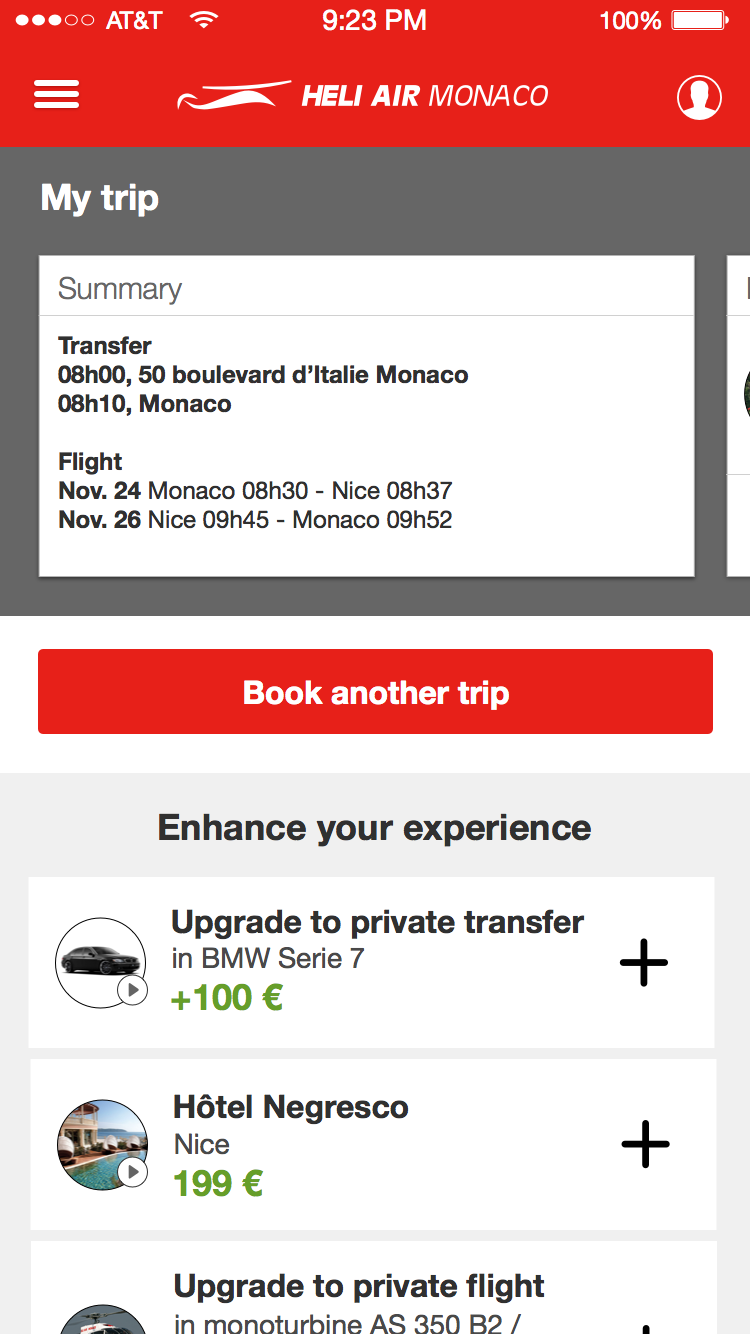 AT&T 9:23 PM 100%
HELI AIR MONACO
My trip
Summary
Transfer
08h00, 50 boulevard d’Italie Monaco
08h10, Monaco
Flight
Nov. 24 Monaco 08h30 - Nice 08h37
Nov. 26 Nice 09h45 - Monaco 09h52
Book another trip
Enhance your experience
Upgrade to private transfer
in BMW Serie 7
+100 €
Hôtel Negresco
Nice
199 €
Upgrade to private flight
in monoturbine AS 350 B2 /